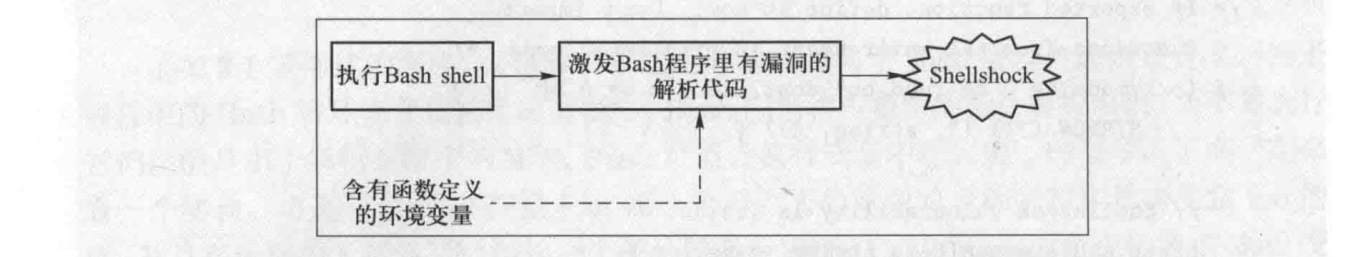 执行Bash shell
激发Bash程序里有漏洞的
解析代码
Shellshock
含有函数定义
的环境变量